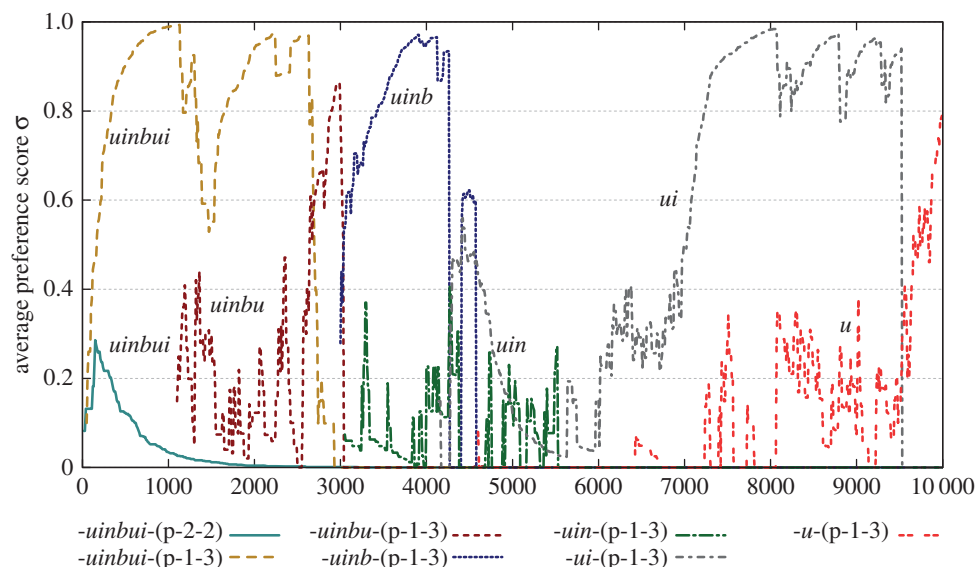 average preference score σ
1.0
0.8
0.6
0.4
0.2
0
uinbui
uinbui
uinbu
uinb
uin
ui
u
0 1000 2000 3000 4000 5000 6000 7000 8000 9000 10 000
-uinbui-(p-2-2) -uinbu-(p-1-3) -uin-(p-1-3) -u-(p-1-3)
-uinbui-(p-1-3) -uinb-(p-1-3) -ui-(p-1-3)